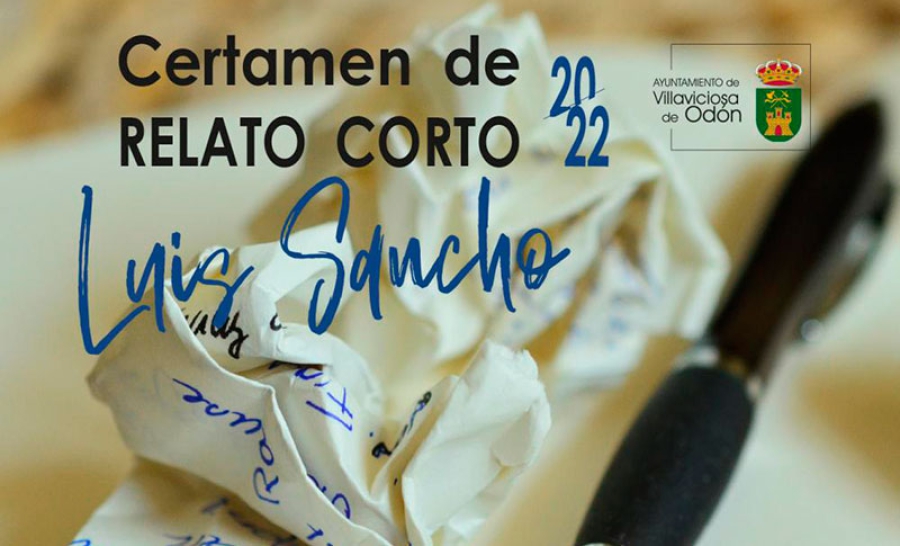 Certamen de
RELATO CORTO
20
22
Luis Sancho
AYUNTAMIENTO de
Villaviciosa
de Odón